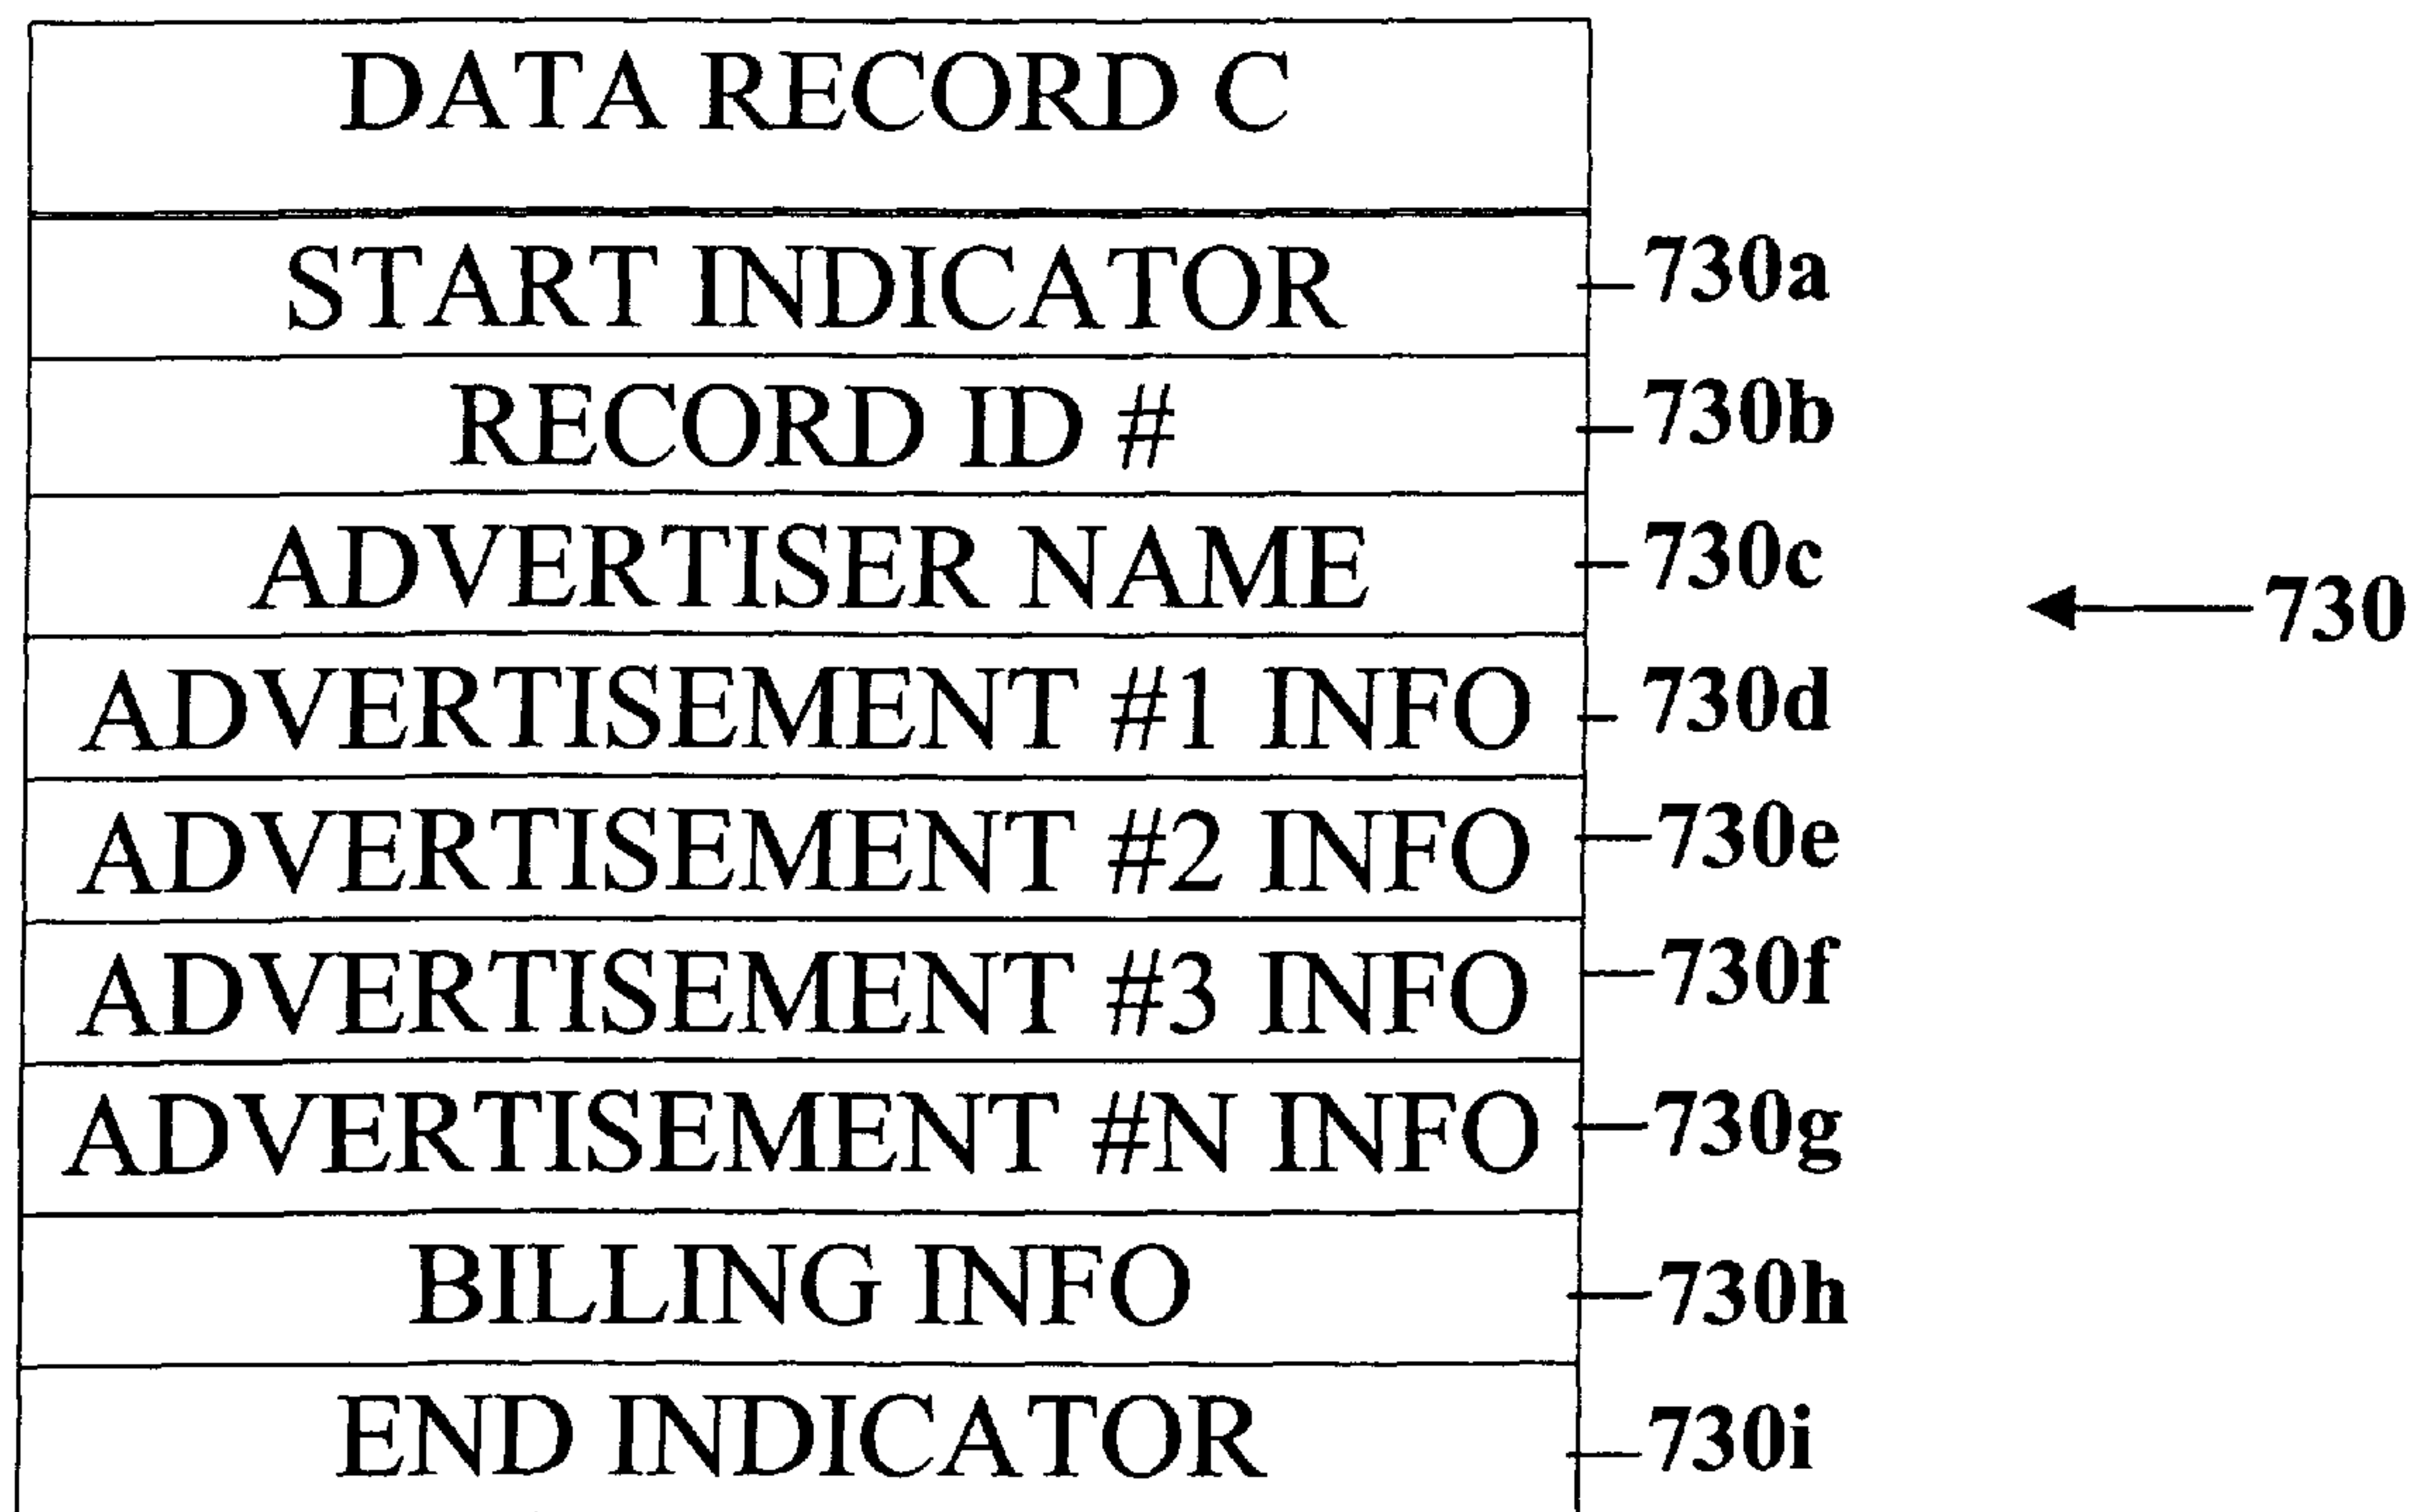 DATA RECORD C
START INDICATOR 730a
RECORD ID # 730b
ADVERTISER NAME 730c
730
ADVERTISEMENT #1 INFO 730d
ADVERTISEMENT #2 INFO 730e
ADVERTISEMENT #3 INFO 730f
ADVERTISEMENT #N INFO 730g
BILLING INFO 730h
END INDICATOR 730i